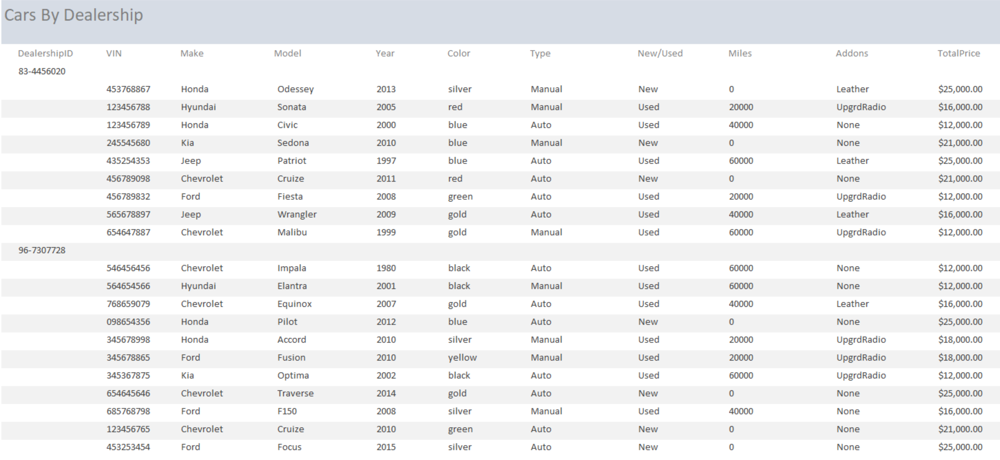 Cars By Dealership
DealershipID VIN Make Model Year Color Type New/Used Miles Addons TotalPrice
83-4456020
453768867 Honda Odessey 2013 silver Manual New 0 Leather $25,000.00
123456788 Hyundai Sonata 2005 red Manual Used 20000 UpgrdRadio $16,000.00
123456789 Honda Civic 2000 blue Auto Used 40000 None $12,000.00
245545680 Kia Sedona 2010 blue Manual New 0 None $21,000.00
435254353 Jeep Patriot 1997 blue Auto Used 60000 Leather $25,000.00
456789098 Chevrolet Cruize 2011 red Auto New 0 None $21,000.00
456789832 Ford Fiesta 2008 green Auto Used 20000 UpgrdRadio $12,000.00
565678897 Jeep Wrangler 2009 gold Auto Used 40000 Leather $16,000.00
654647887 Chevrolet Malibu 1999 gold Manual Used 60000 UpgrdRadio $12,000.00
96-7307728
546456456 Chevrolet Impala 1980 black Auto Used 60000 None $12,000.00
564654566 Hyundai Elantra 2001 black Manual Used 60000 None $12,000.00
768659079 Chevrolet Equinox 2007 gold Auto Used 40000 Leather $16,000.00
098654356 Honda Pilot 2012 blue Auto New 0 None $25,000.00
345678998 Honda Accord 2010 silver Manual Used 20000 UpgrdRadio $18,000.00
345678865 Ford Fusion 2010 yellow Manual Used 20000 UpgrdRadio $18,000.00
345367875 Kia Optima 2002 black Auto Used 60000 UpgrdRadio $12,000.00
654645646 Chevrolet Traverse 2014 gold Auto New 0 None $25,000.00
685768798 Ford F150 2008 silver Manual Used 40000 None $16,000.00
123456765 Chevrolet Cruize 2010 green Auto New 0 None $21,000.00
453253454 Ford Focus 2015 silver Auto New 0 None $25,000.00